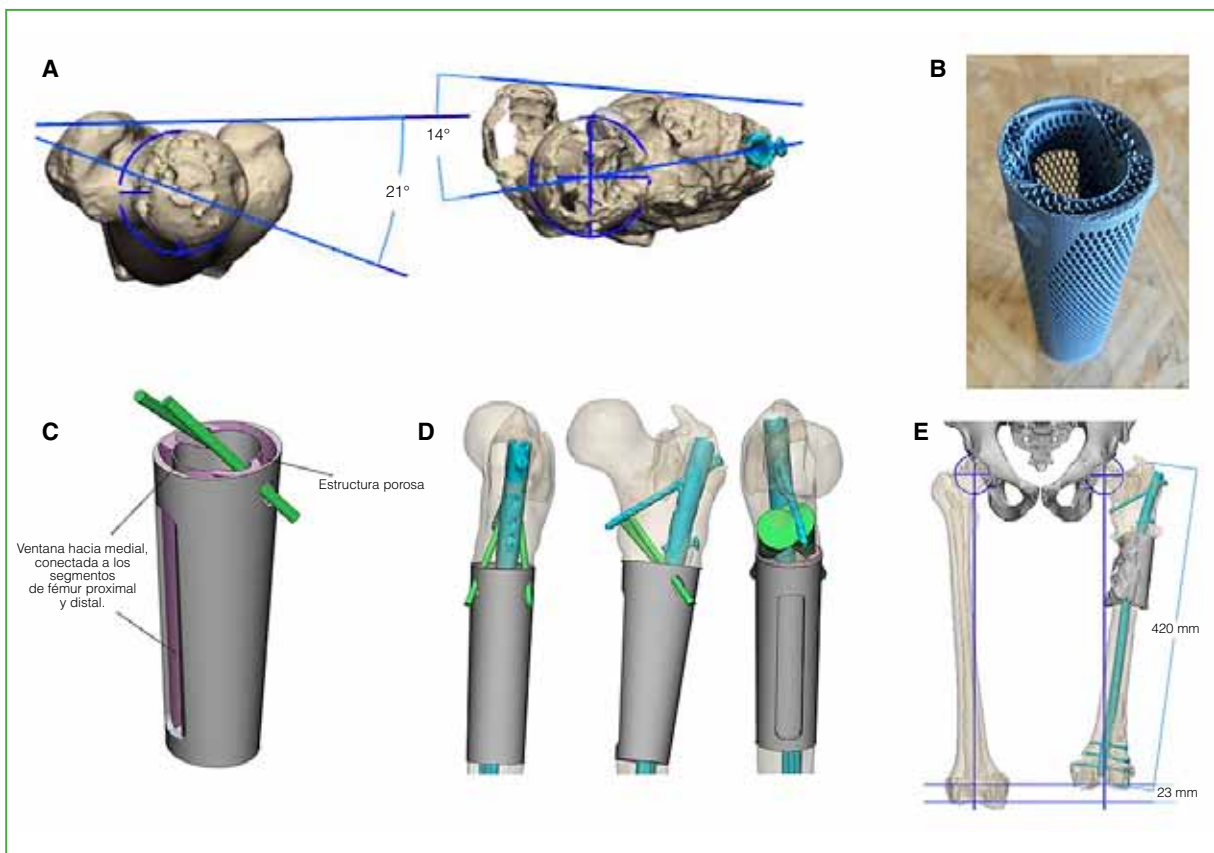 A
14°
21°
B
C
Estructura porosa
Ventana hacia medial,
conectada a los
segmentos
de fémur proximal
y distal.
D
E
420 mm
23 mm